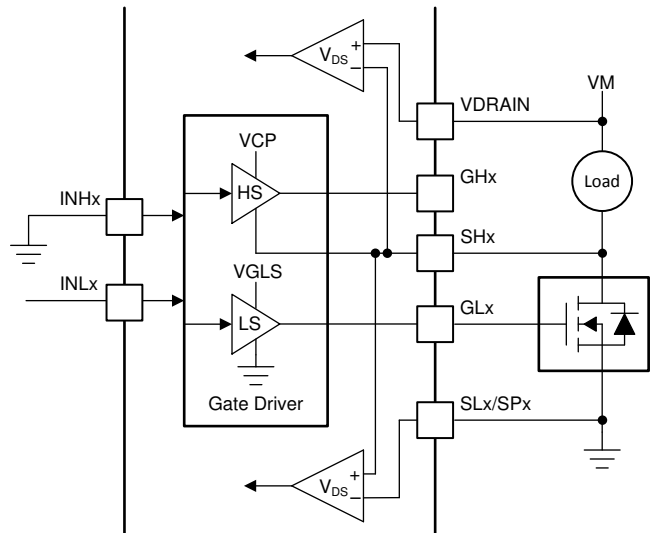 +
VDS
−
VM
VDRAIN
VCP
GHx
Load
HS
INHx
SHx
VGLS
INLx
GLx
LS
Gate Driver
SLx/SPx
+
VDS
−